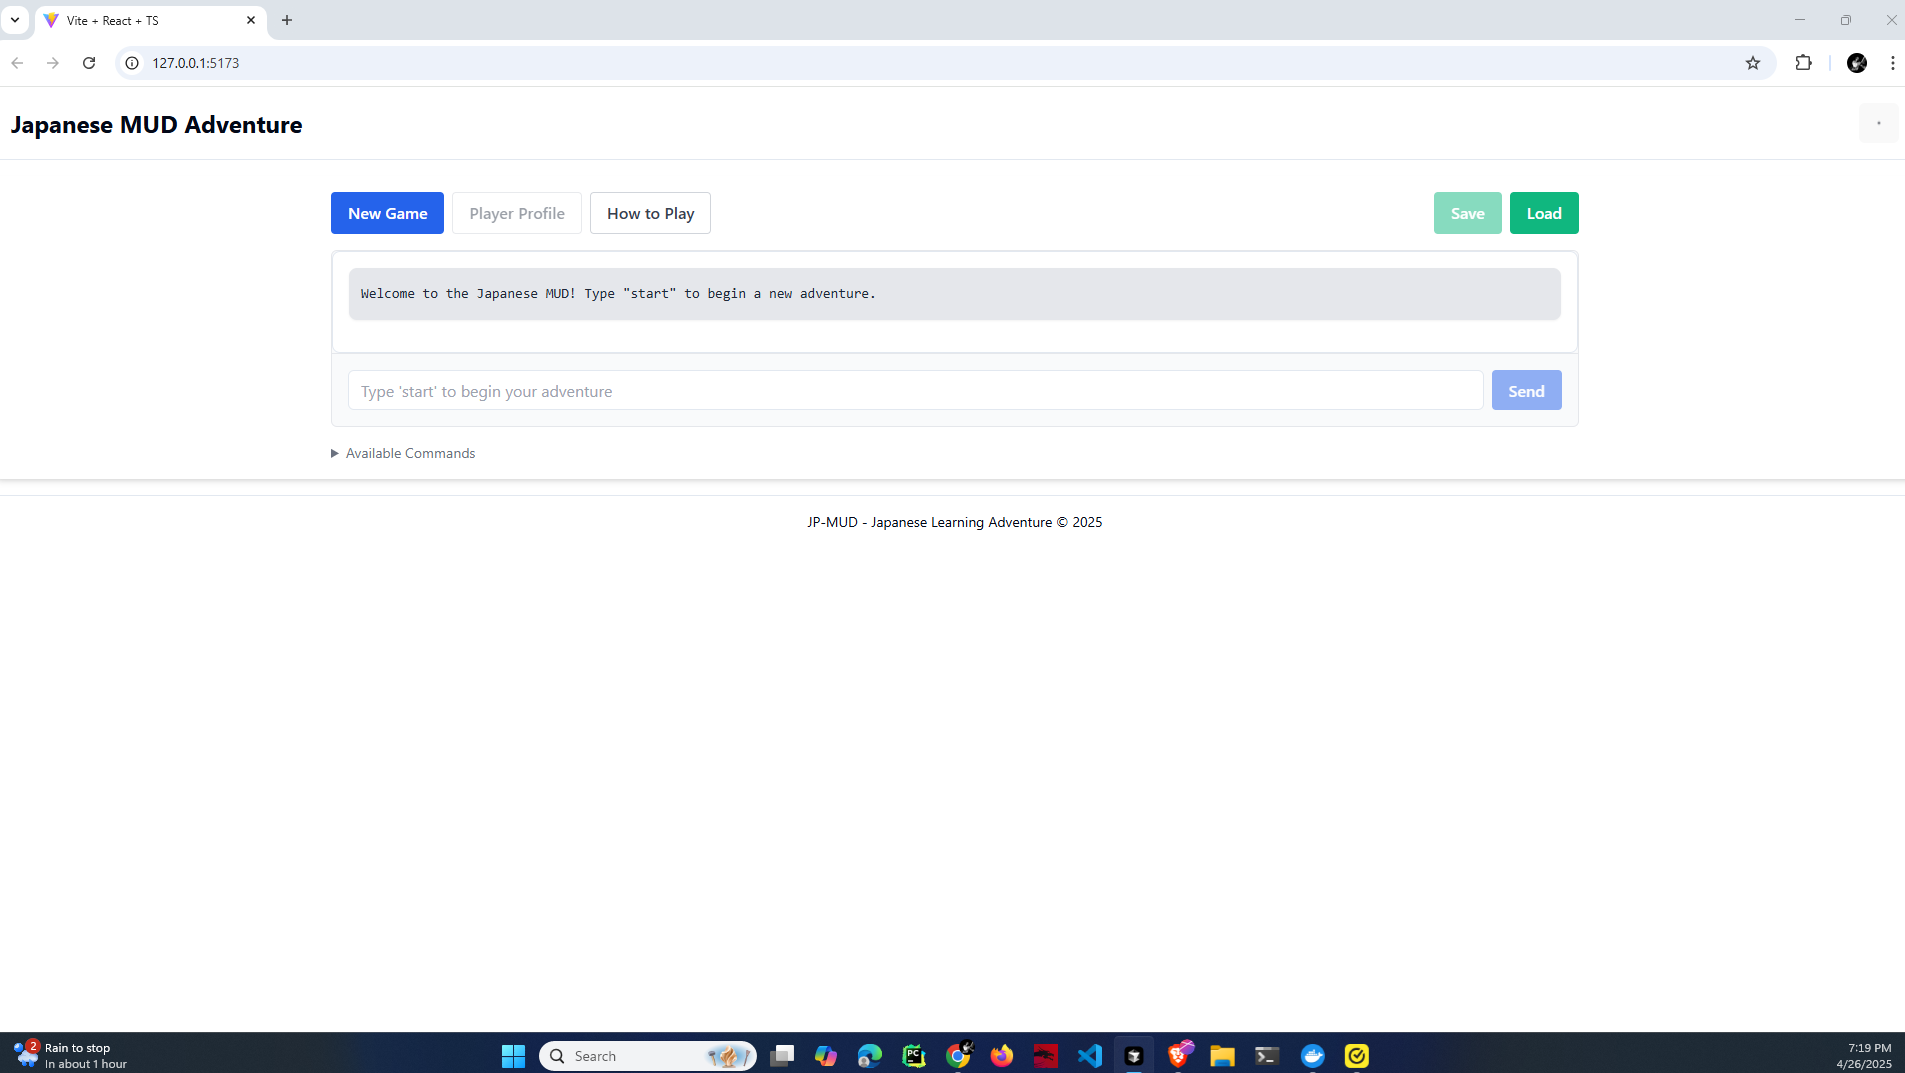 Vite + React + TS
127.0.0.1:5173
Japanese MUD Adventure
New Game
Player Profile
How to Play
Save
Load
Welcome to the Japanese MUD! Type "start" to begin a new adventure.
Type 'start' to begin your adventure
Send
Available Commands
JP-MUD - Japanese Learning Adventure © 2025
2
Rain to stop
In about 1 hour
Search
PC
7:19 PM
4/26/2025